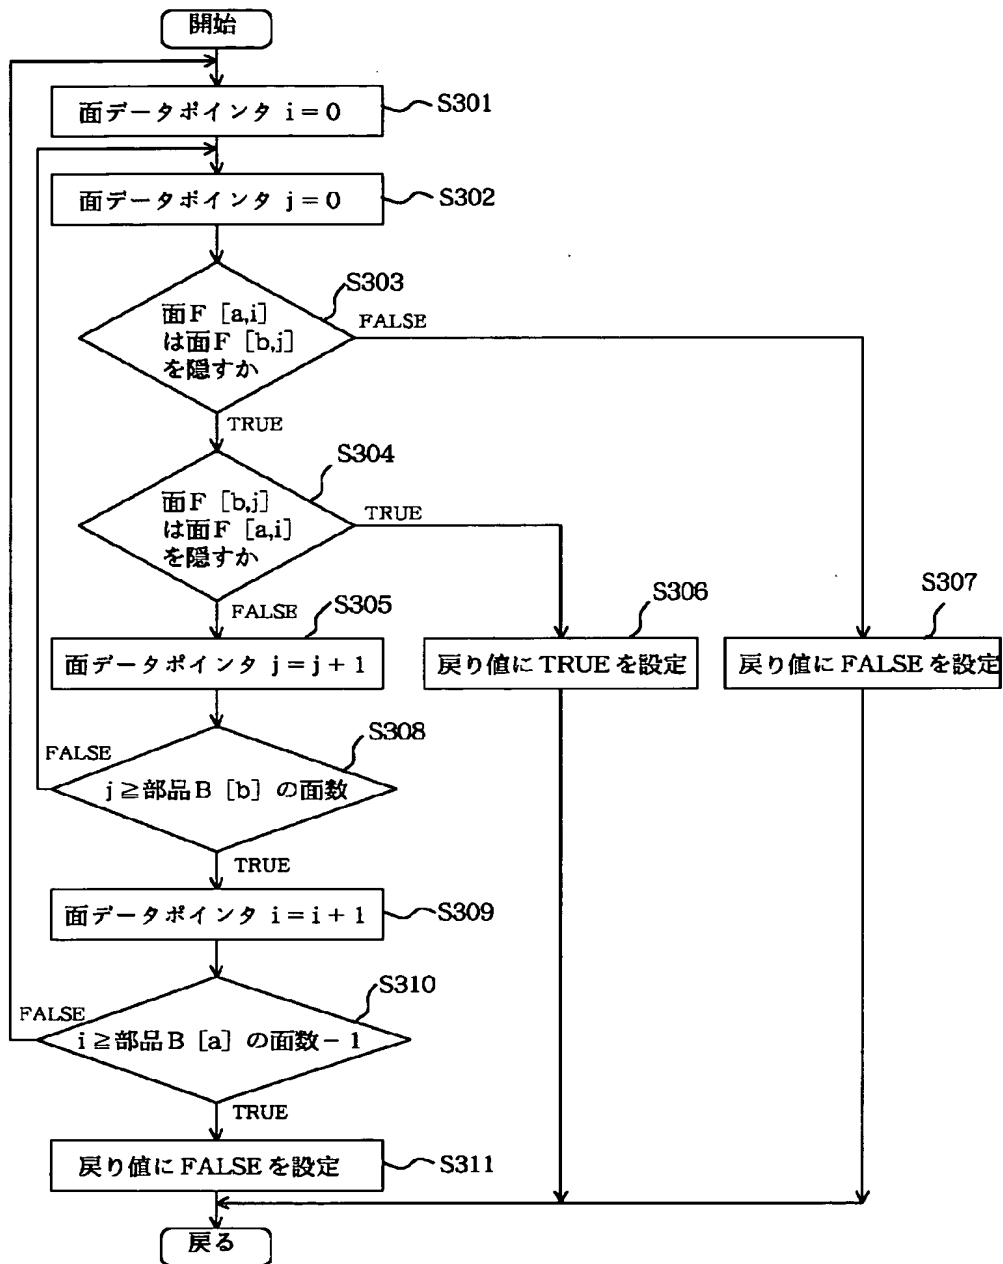 開始
面データポインタ i=0
S301
面データポインタ j=0
S302
S303
面F [a,i]
は面F [b,j]
を隠すか
FALSE
TRUE
S304
面F [b,j]
は面F [a,i]
を隠すか
TRUE
FALSE
S305
面データポインタ j=j+1
S306
戻り値にTRUEを設定
S307
戻り値にFALSEを設定
S308
FALSE
j≧部品B [b] の面数
TRUE
面データポインタ i=i+1
S309
S310
FALSE
i≧部品B [a] の面数-1
TRUE
戻り値にFALSEを設定
S311
戻る